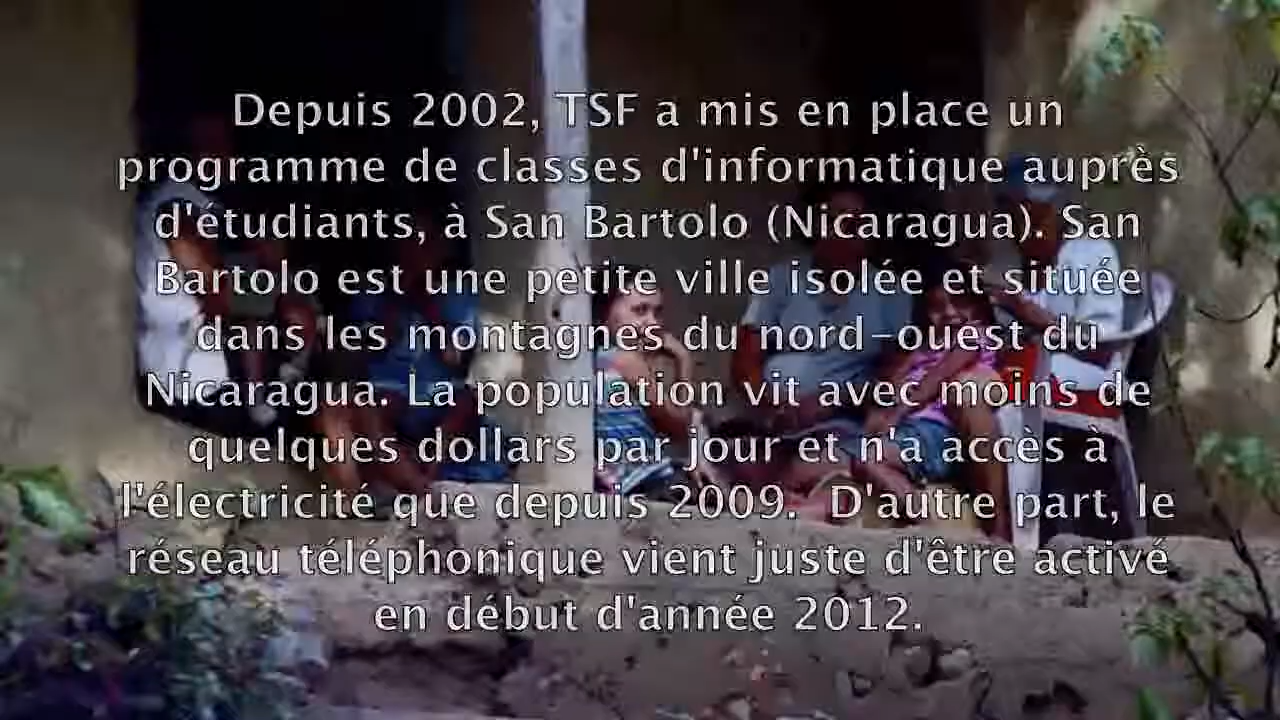 Depuis 2002, TSF a mis en place un
programme de classes d'informatique auprès
d'étudiants, à San Bartolo (Nicaragua). San
Bartolo est une petite ville isolée et située
dans les montagnes du nord-ouest du
Nicaragua. La population vit avec moins de
quelques dollars par jour et n'a accès à
l'électricité que depuis 2009.  D'autre part, le
réseau téléphonique vient juste d'être activé
en début d'année 2012.